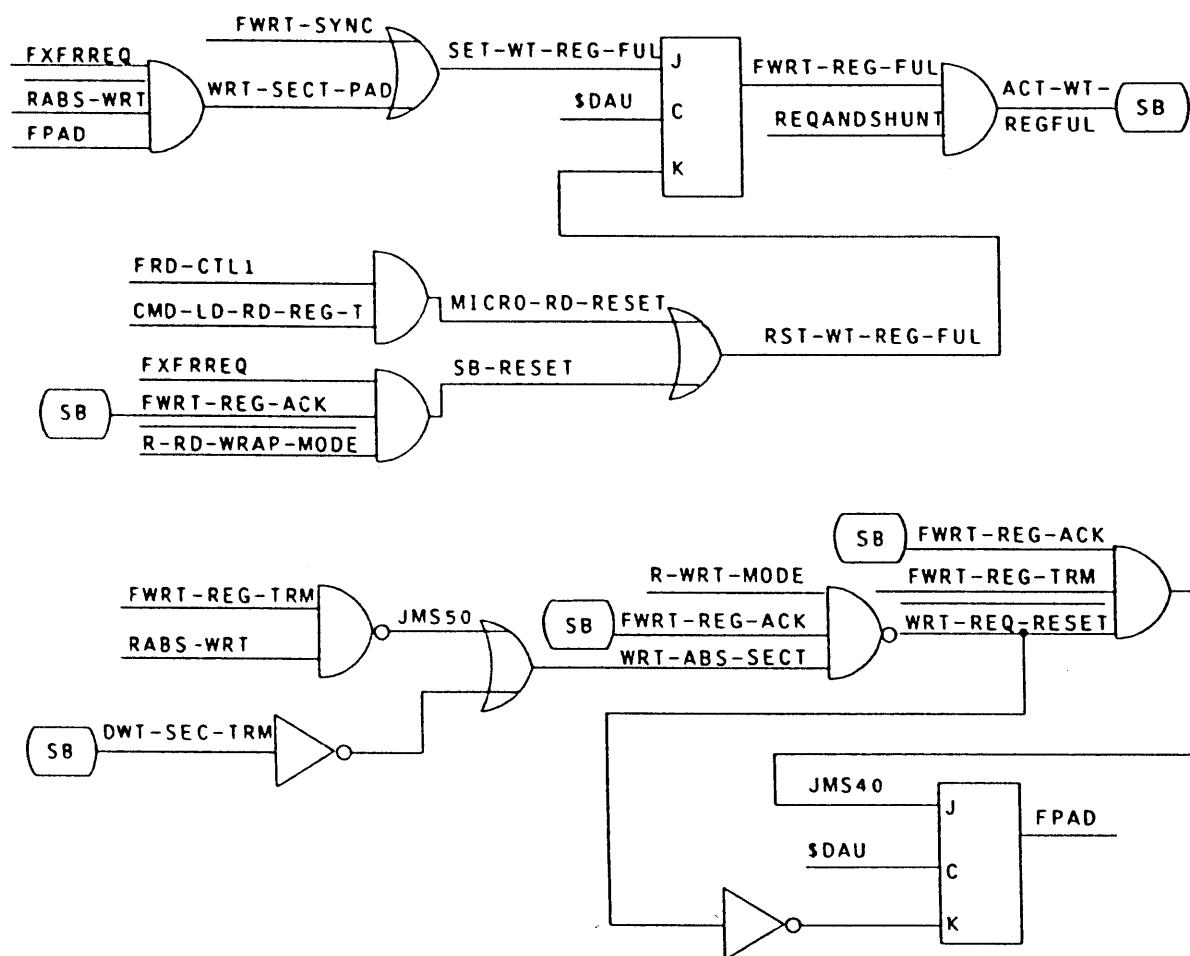 FWRT-SYNC
FXFRREQ
RABS-WRT
FPAD
WRT-SECT-PAD
SET-WT-REG-FUL
$DAU
J
C
K
FWRT-REG-FUL
REQANDSHUNT
ACT-WT-
REGFUL
SB
FRD-CTL1
CMD-LD-RD-REG-T
MICRO-RD-RESET
RST-WT-REG-FUL
FXFRREQ
SB
FWRT-REG-ACK
R-RD-WRAP-MODE
SB-RESET
SB
FWRT-REG-ACK
FWRT-REG-TRM
WRT-REQ-RESET
R-WRT-MODE
SB
FWRT-REG-ACK
WRT-ABS-SECT
FWRT-REG-TRM
RABS-WRT
JMS50
SB
DWT-SEC-TRM
JMS40
$DAU
J
C
K
FPAD